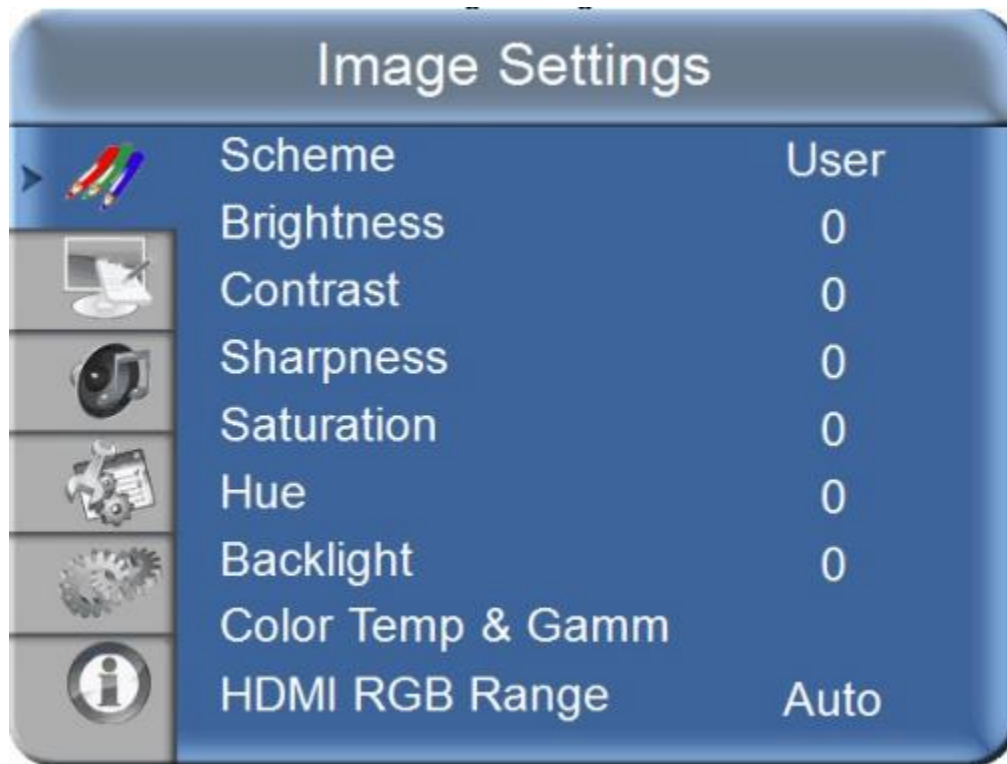 Image Settings
Scheme User
Brightness 0
Contrast 0
Sharpness 0
Saturation 0
Hue 0
Backlight 0
Color Temp & Gamm
HDMI RGB Range Auto